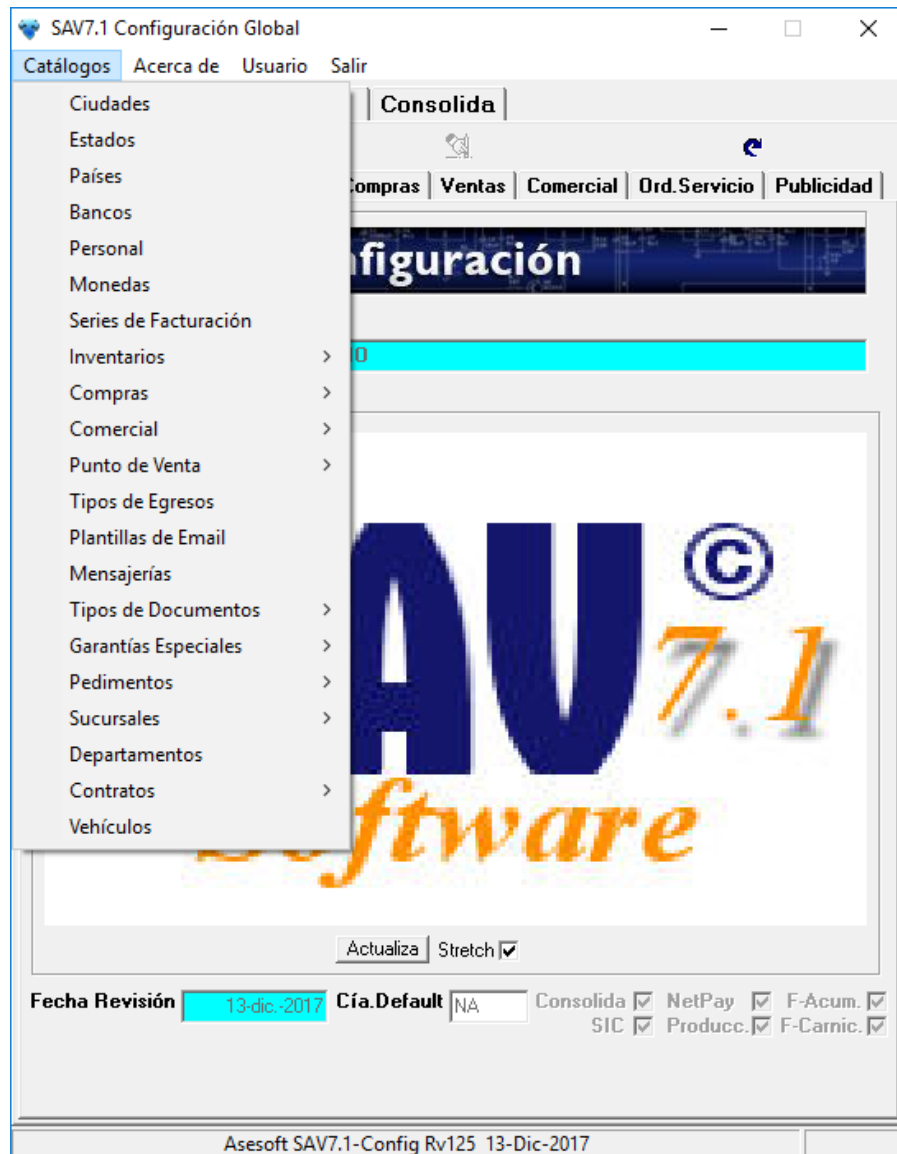 SAV7.1 Configuración Global
Catálogos Acerca de Usuario Salir
Consolida
Ciudades
Estados
Países
Bancos
Personal
Monedas
Series de Facturación
Inventarios
Compras
Comercial
Punto de Venta
Tipos de Egresos
Plantillas de Email
Mensajerías
Tipos de Documentos
Garantías Especiales
Pedimentos
Sucursales
Departamentos
Contratos
Vehículos
ompras Ventas Comercial Ord.Servicio Publicidad
nfiguración
AV ©
7.1
Software
Actualiza Stretch
Fecha Revisión 13-dic.-2017 Cía.Default NA Consolida NetPay F-Acum.
SIC Producc. F-Carnic.
Asesoft SAV7.1-Config Rv125 13-Dic-2017